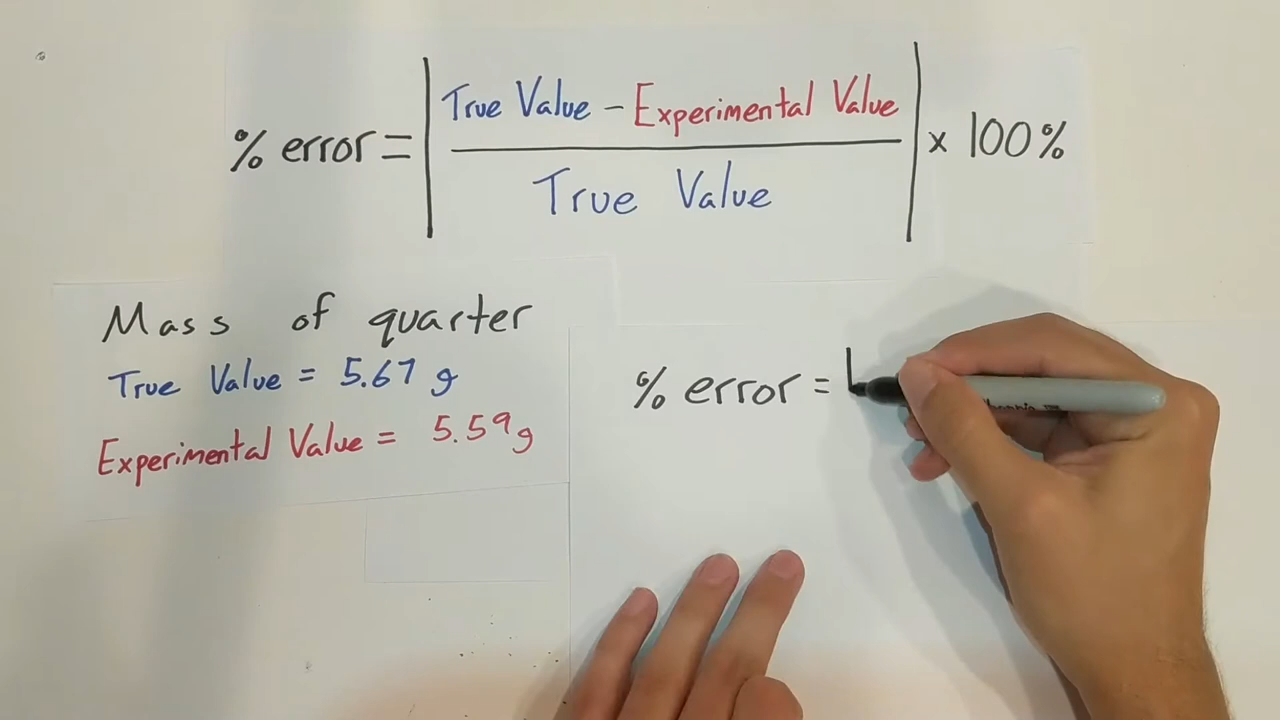 % error = | True Value - Experimental Value / True Value | x 100%
Mass of quarter
True Value = 5.67 g
Experimental Value = 5.59 g
% error =